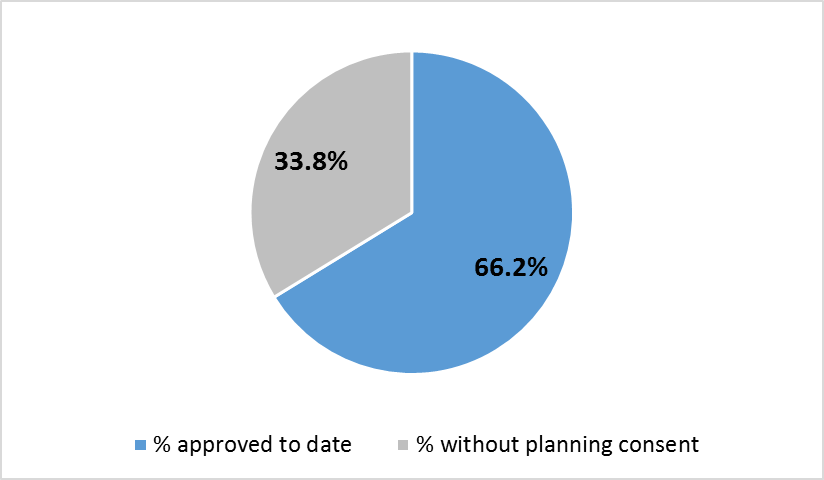 33.8%
66.2%
% approved to date % without planning consent